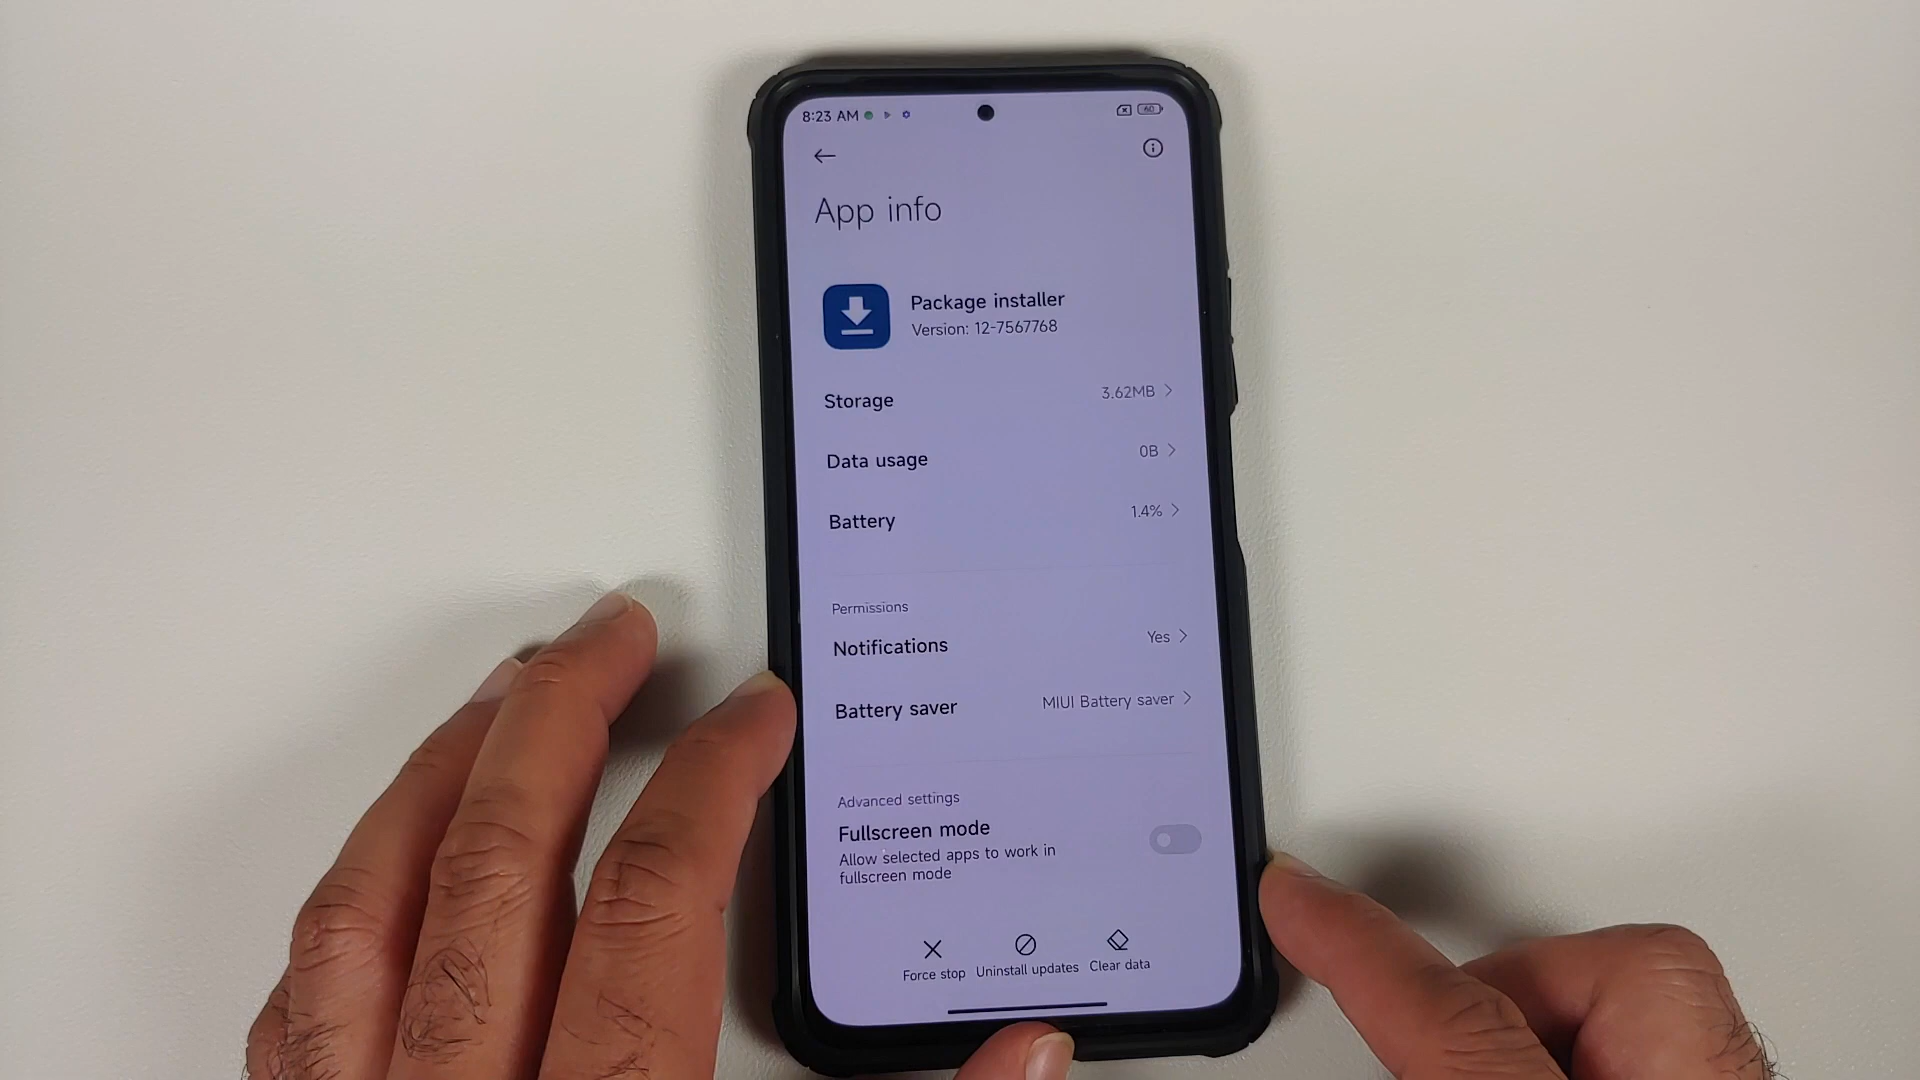 8:23 AM
60
App info
Package installer
Version: 12-7567768
Storage 3.62MB
Data usage 0B
Battery 1.4%
Permissions
Notifications Yes
Battery saver MIUI Battery saver
Advanced settings
Fullscreen mode
Allow selected apps to work in
fullscreen mode
Force stop Uninstall updates Clear data